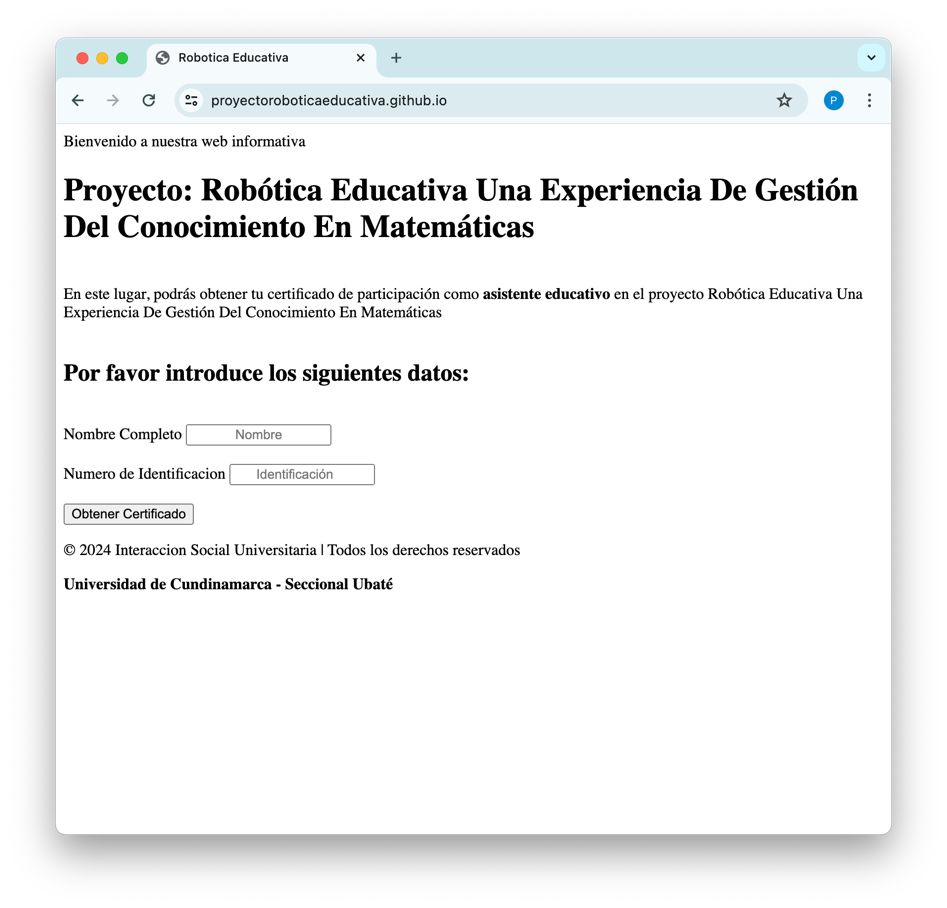 Robotica Educativa
proyectoroboticaeducativa.github.io
P
Bienvenido a nuestra web informativa
Proyecto: Robótica Educativa Una Experiencia De Gestión
Del Conocimiento En Matemáticas
En este lugar, podrás obtener tu certificado de participación como asistente educativo en el proyecto Robótica Educativa Una
Experiencia De Gestión Del Conocimiento En Matemáticas
Por favor introduce los siguientes datos:
Nombre Completo Nombre
Numero de Identificacion Identificación
Obtener Certificado
© 2024 Interaccion Social Universitaria | Todos los derechos reservados
Universidad de Cundinamarca - Seccional Ubaté